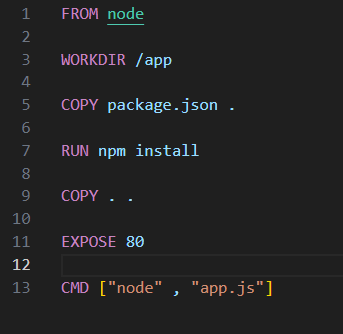 1 FROM node
2
3 WORKDIR /app
4
5 COPY package.json .
6
7 RUN npm install
8
9 COPY . .
10
11 EXPOSE 80
12
13 CMD ["node" , "app.js"]